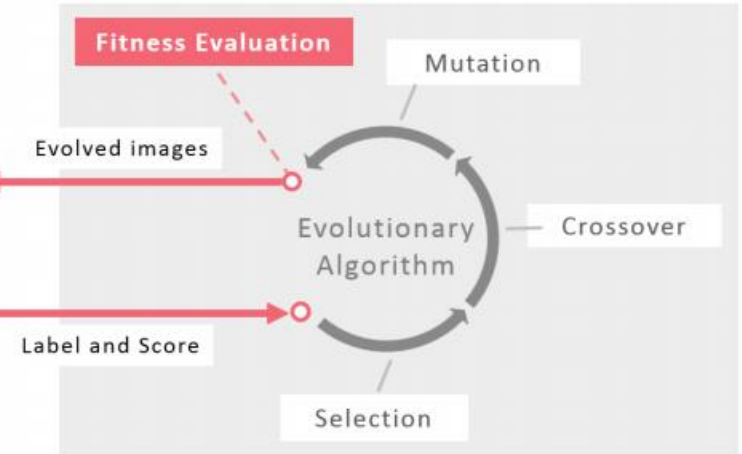 Fitness Evaluation
Mutation
Evolved images
Evolutionary
Algorithm
Crossover
Label and Score
Selection